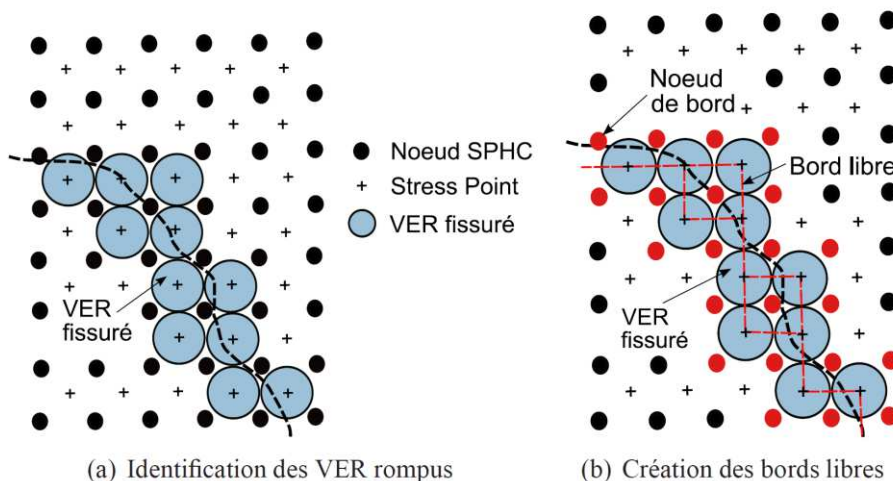 Noeud SPHC
Stress Point
VER fissuré
VER
fissuré
(a) Identification des VER rompus
Noeud
de bord
Bord libre
VER
fissuré
(b) Création des bords libres